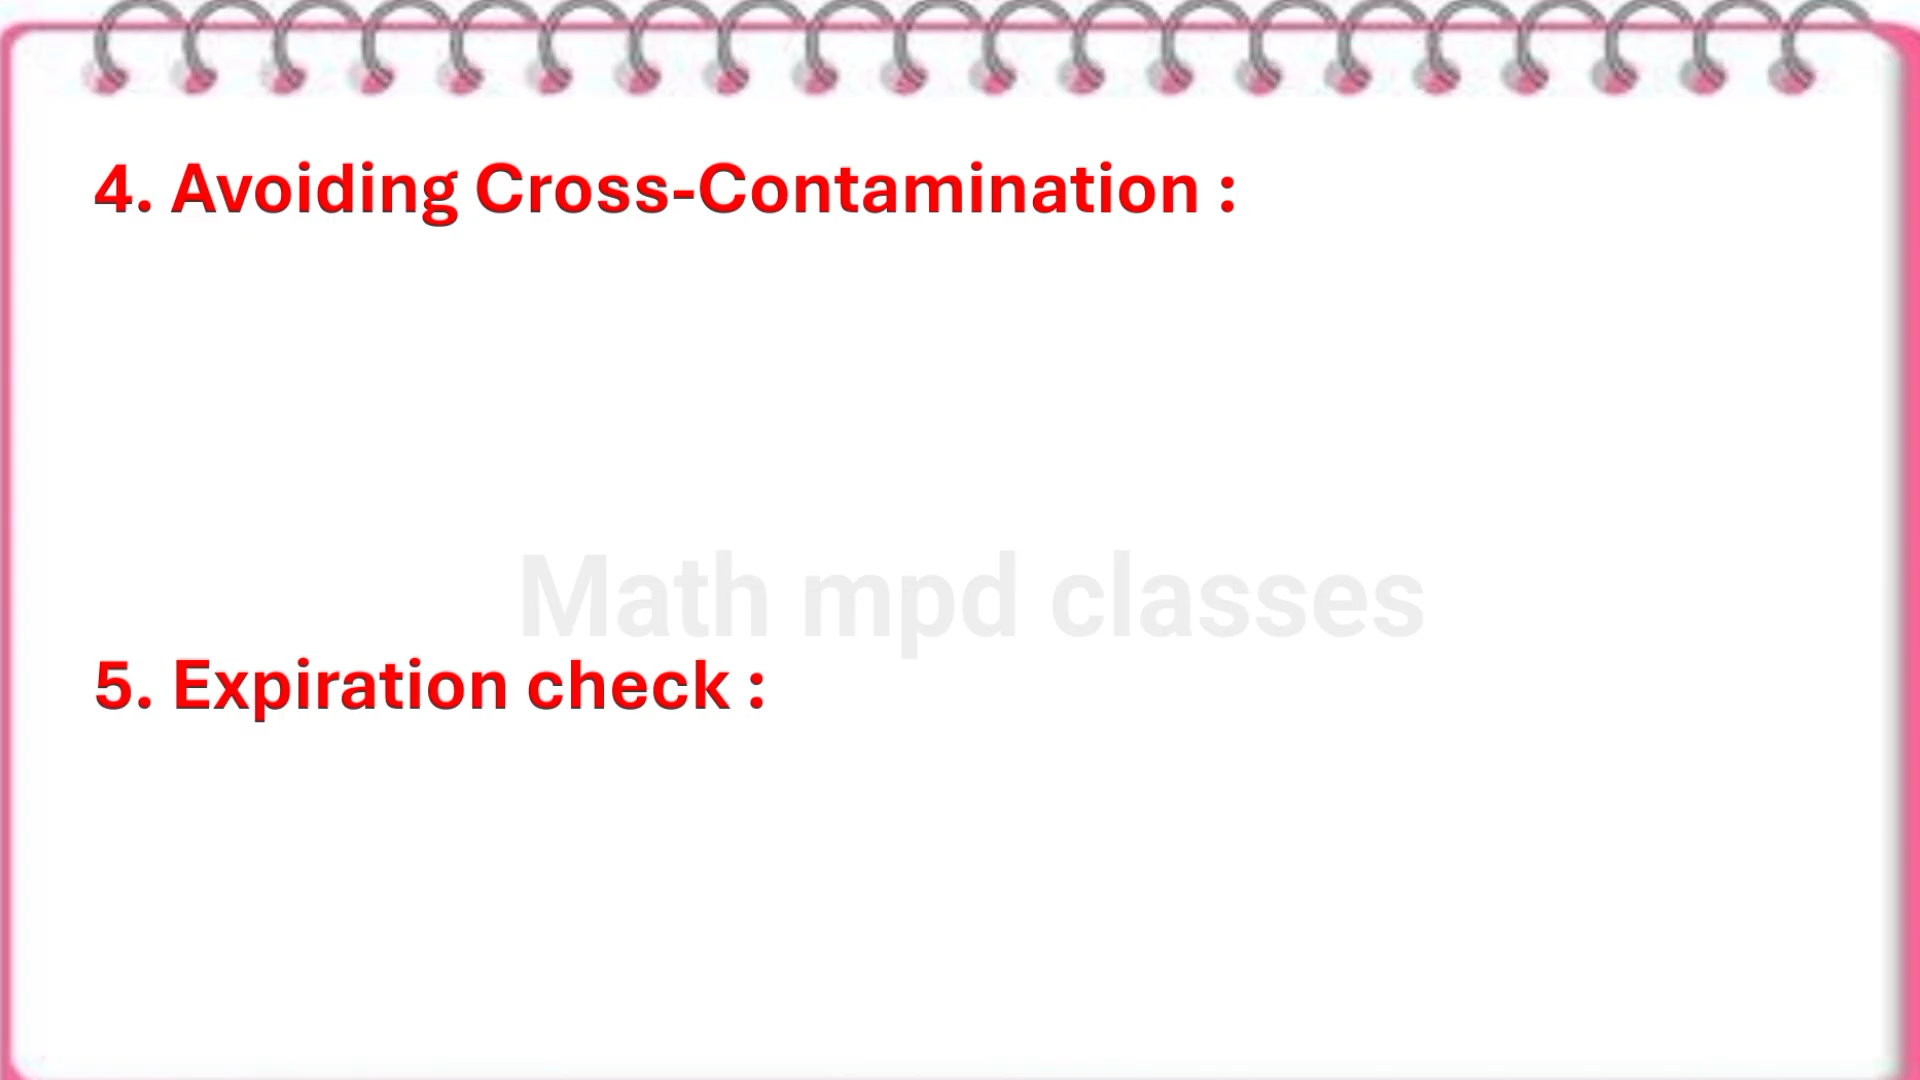 4. Avoiding Cross-Contamination :
Math mpd classes
5. Expiration check :